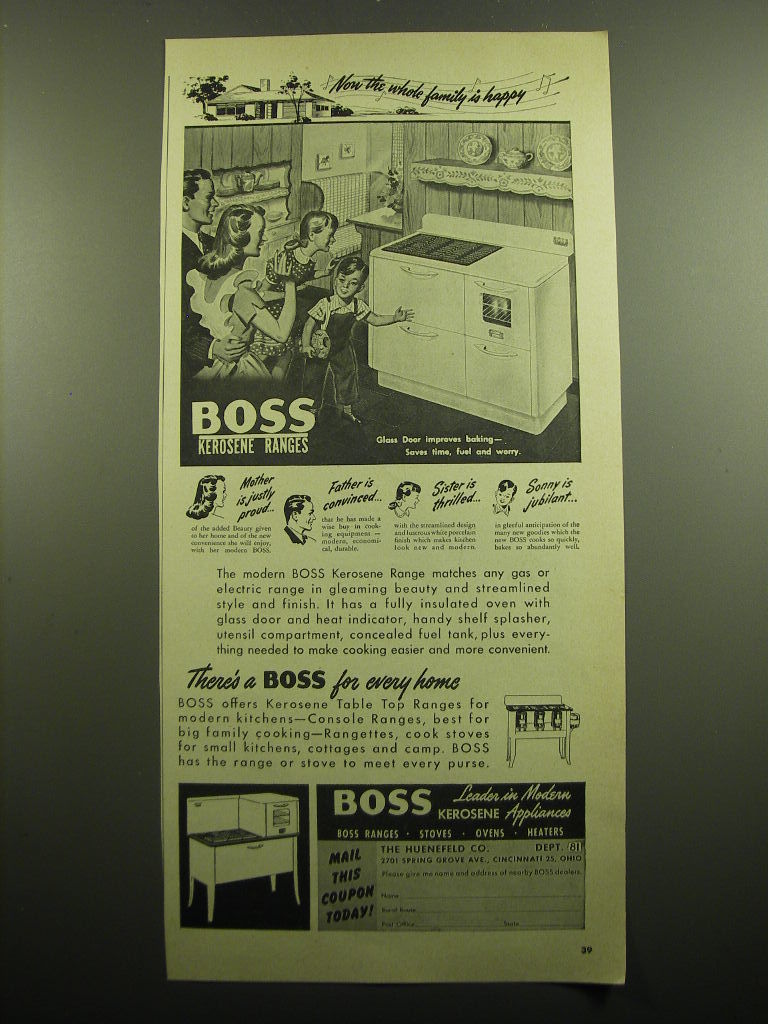 Now the whole family is happy
BOSS
BOSS
KEROSENE RANGES
Glass Door improves baking—
Saves time, fuel and worry.
Mother
is justly
proud...
of the added Beauty given
to her home and of the new
convenience she will enjoy,
with her modern BOSS.
Father is
convinced...
that he has made a
wise buy in cook-
ing equipment —
modern, economi-
cal, durable.
Sister is
thrilled...
with the streamlined design
and lustrous white porcelain
finish which makes kitchen
look new and modern.
Sonny is
jubilant...
in gleeful anticipation of the
many new goodies which the
new BOSS cooks so quickly,
bakes so abundantly well.
The modern BOSS Kerosene Range matches any gas or
electric range in gleaming beauty and streamlined
style and finish. It has a fully insulated oven with
glass door and heat indicator, handy shelf splasher,
utensil compartment, concealed fuel tank, plus every-
thing needed to make cooking easier and more convenient.
There's a BOSS for every home
BOSS offers Kerosene Table Top Ranges for
modern kitchens—Console Ranges, best for
big family cooking—Rangettes, cook stoves
for small kitchens, cottages and camp. BOSS
has the range or stove to meet every purse.
BOSS Leader in Modern
KEROSENE Appliances
BOSS RANGES · STOVES · OVENS · HEATERS
MAIL
THIS
COUPON
TODAY!
THE HUENEFELD CO. DEPT. 81
2701 SPRING GROVE AVE., CINCINNATI 25, OHIO
Please give me name and address of nearby BOSS dealers.
Name
Rural Route
Post Office State
39